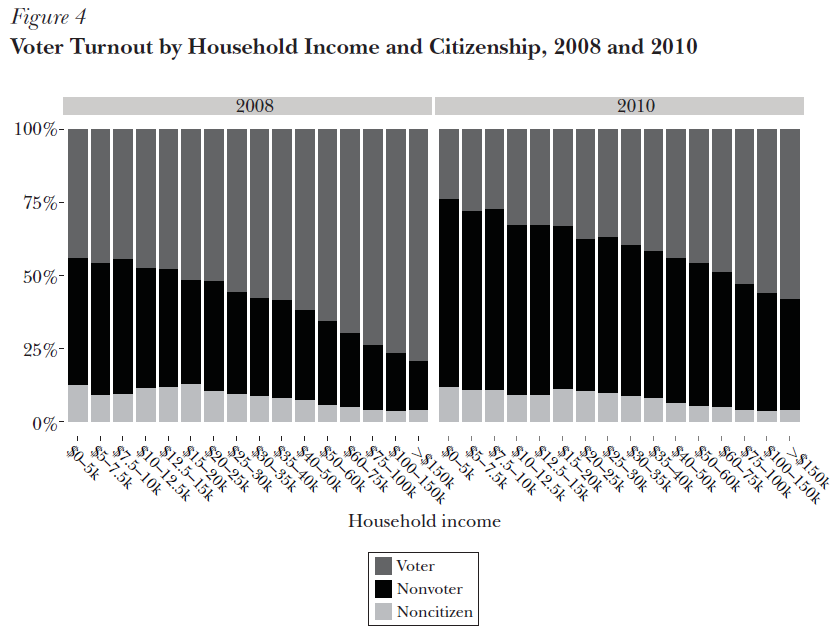 Figure 4
Voter Turnout by Household Income and Citizenship, 2008 and 2010
2008
2010
100%
75%
50%
25%
0%
$0–5k
$5–7.5k
$7.5–10k
$10–12.5k
$12.5–15k
$15–20k
$20–25k
$25–30k
$30–35k
$35–40k
$40–50k
$50–60k
$60–75k
$75–100k
$100–150k
>$150k
$0–5k
$5–7.5k
$7.5–10k
$10–12.5k
$12.5–15k
$15–20k
$20–25k
$25–30k
$30–35k
$35–40k
$40–50k
$50–60k
$60–75k
$75–100k
$100–150k
>$150k
Household income
Voter
Nonvoter
Noncitizen